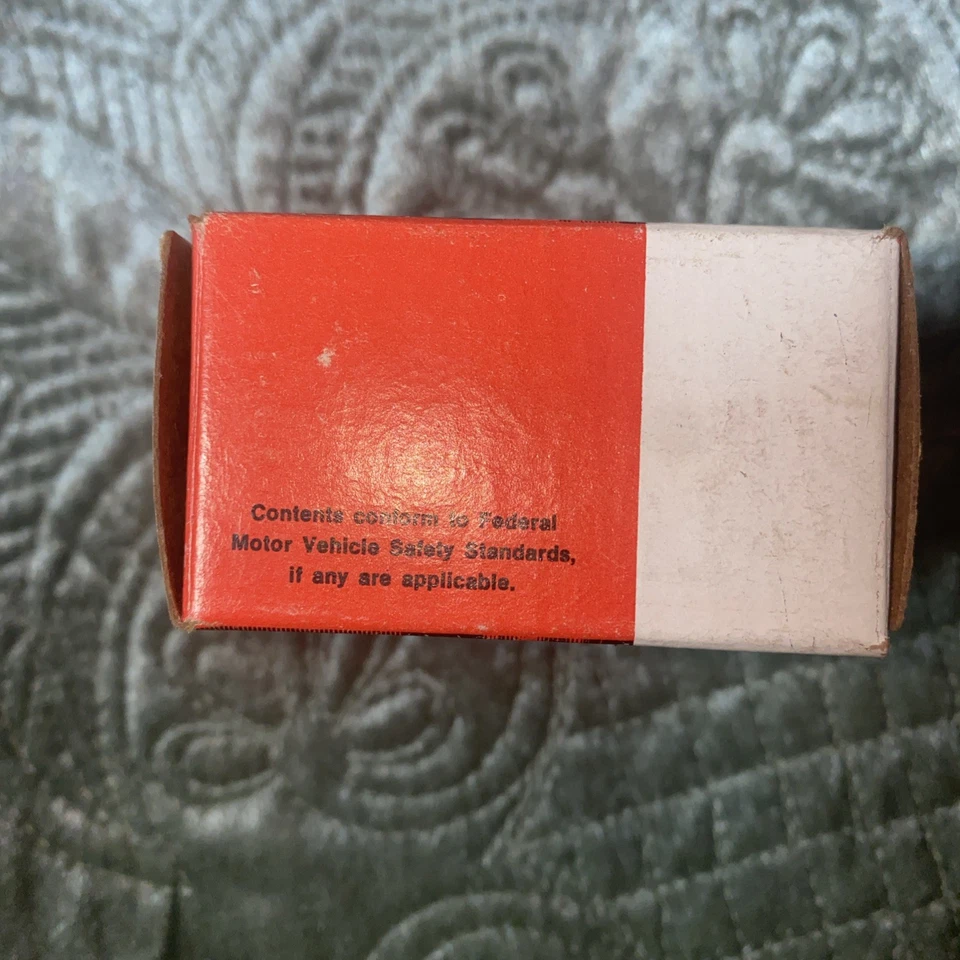 Contents conform to Federal
Motor Vehicle Safety Standards,
if any are applicable.